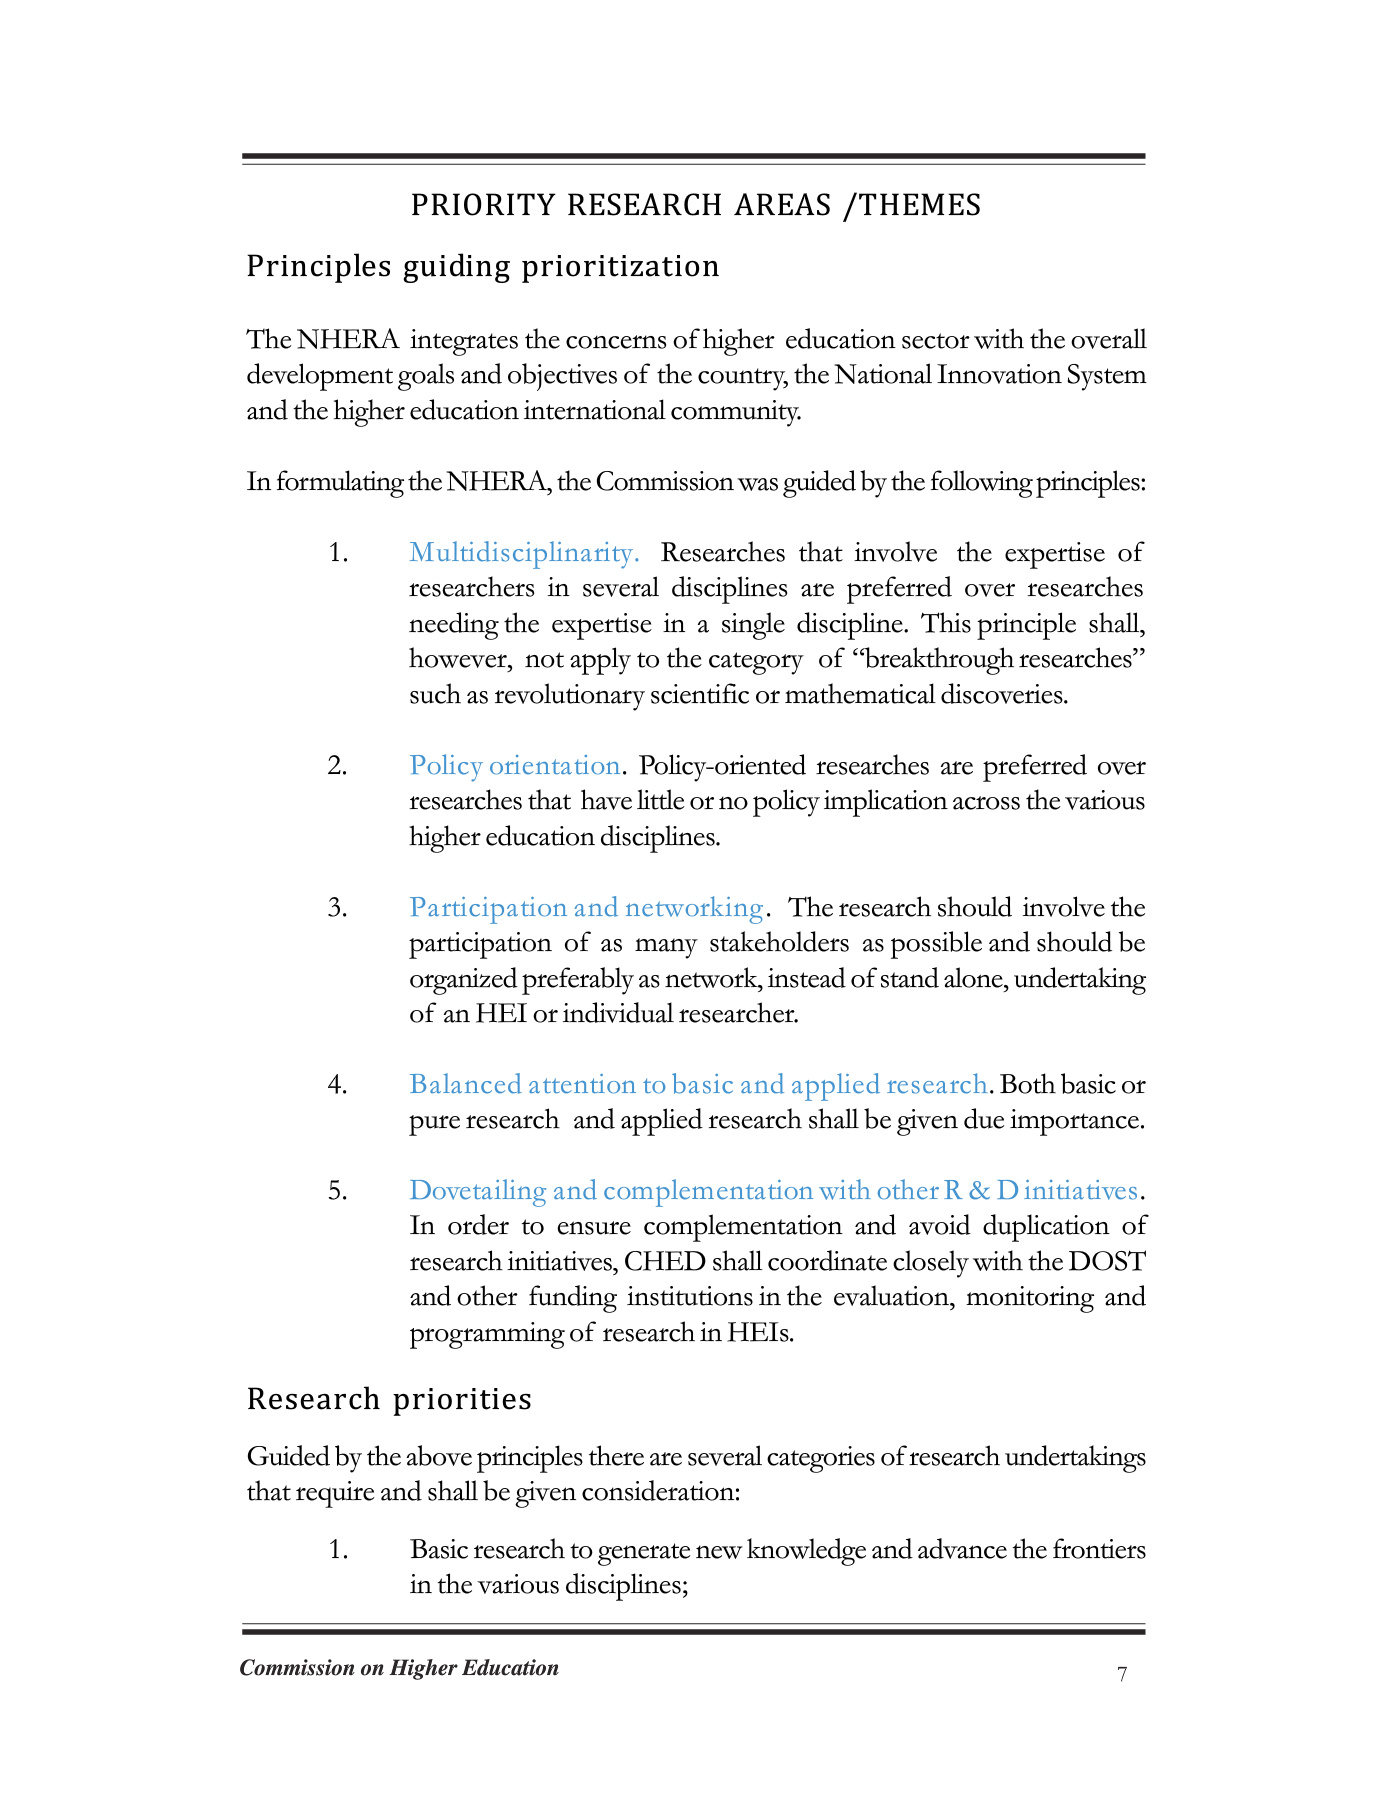 PRIORITY RESEARCH AREAS /THEMES
Principles guiding prioritization
The NHERA integrates the concerns of higher education sector with the overall
development goals and objectives of the country, the National Innovation System
and the higher education international community.
In formulating the NHERA, the Commission was guided by the following principles:
1. Multidisciplinarity. Researches that involve the expertise of
researchers in several disciplines are preferred over researches
needing the expertise in a single discipline. This principle shall,
however, not apply to the category of “breakthrough researches”
such as revolutionary scientific or mathematical discoveries.
2. Policy orientation. Policy-oriented researches are preferred over
researches that have little or no policy implication across the various
higher education disciplines.
3. Participation and networking. The research should involve the
participation of as many stakeholders as possible and should be
organized preferably as network, instead of stand alone, undertaking
of an HEI or individual researcher.
4. Balanced attention to basic and applied research. Both basic or
pure research and applied research shall be given due importance.
5. Dovetailing and complementation with other R & D initiatives.
In order to ensure complementation and avoid duplication of
research initiatives, CHED shall coordinate closely with the DOST
and other funding institutions in the evaluation, monitoring and
programming of research in HEIs.
Research priorities
Guided by the above principles there are several categories of research undertakings
that require and shall be given consideration:
1. Basic research to generate new knowledge and advance the frontiers
in the various disciplines;
Commission on Higher Education 7